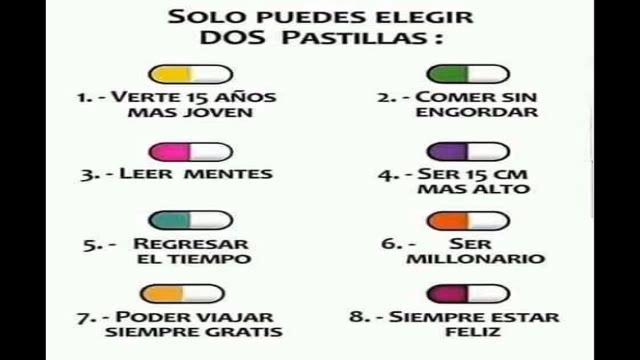 SOLO PUEDES ELEGIR
DOS PASTILLAS :
1. - VERTE 15 AÑOS
MAS JOVEN
2. - COMER SIN
ENGORDAR
3. - LEER MENTES
4. - SER 15 CM
MAS ALTO
5. - REGRESAR
EL TIEMPO
6. - SER
MILLONARIO
7. - PODER VIAJAR
SIEMPRE GRATIS
8. - SIEMPRE ESTAR
FELIZ